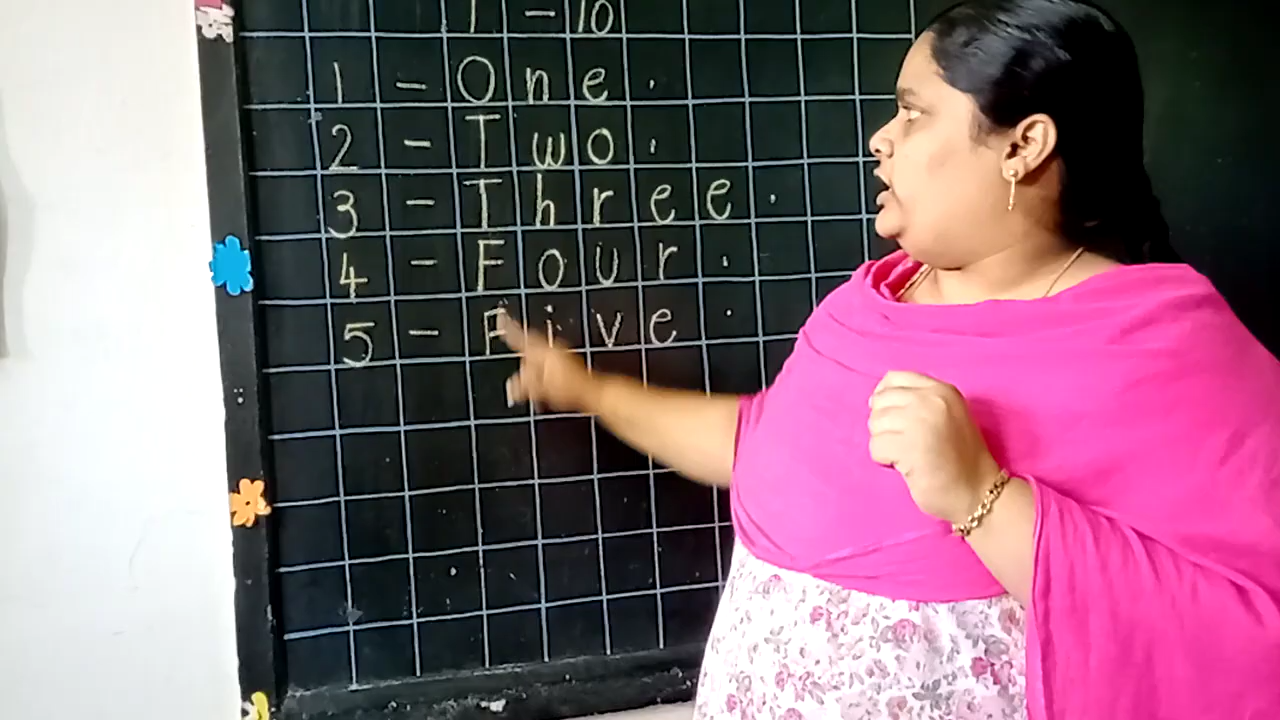 1 - 10
1 - One.
2 - Two.
3 - Three.
4 - Four.
5 - Five.